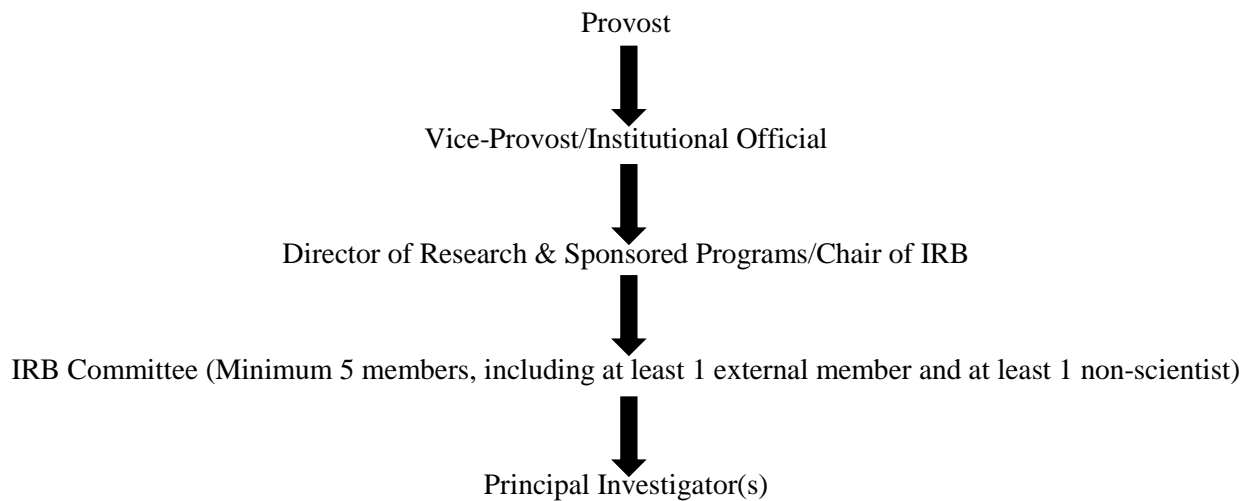 Provost
Vice-Provost/Institutional Official
Director of Research & Sponsored Programs/Chair of IRB
IRB Committee (Minimum 5 members, including at least 1 external member and at least 1 non-scientist)
Principal Investigator(s)